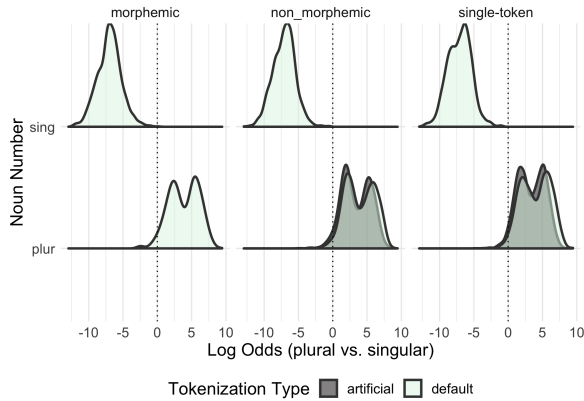 morphemic non_morphemic single-token
Noun Number
sing
plur
-10 -5 0 5 10 -10 -5 0 5 10 -10 -5 0 5 10
Log Odds (plural vs. singular)
Tokenization Type artificial default